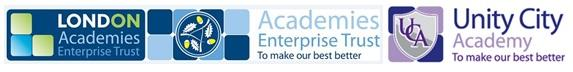 LONDON
Academies
Enterprise Trust
Academies
Enterprise Trust
To make our best better
UCA
Unity City
Academy
To make our best better